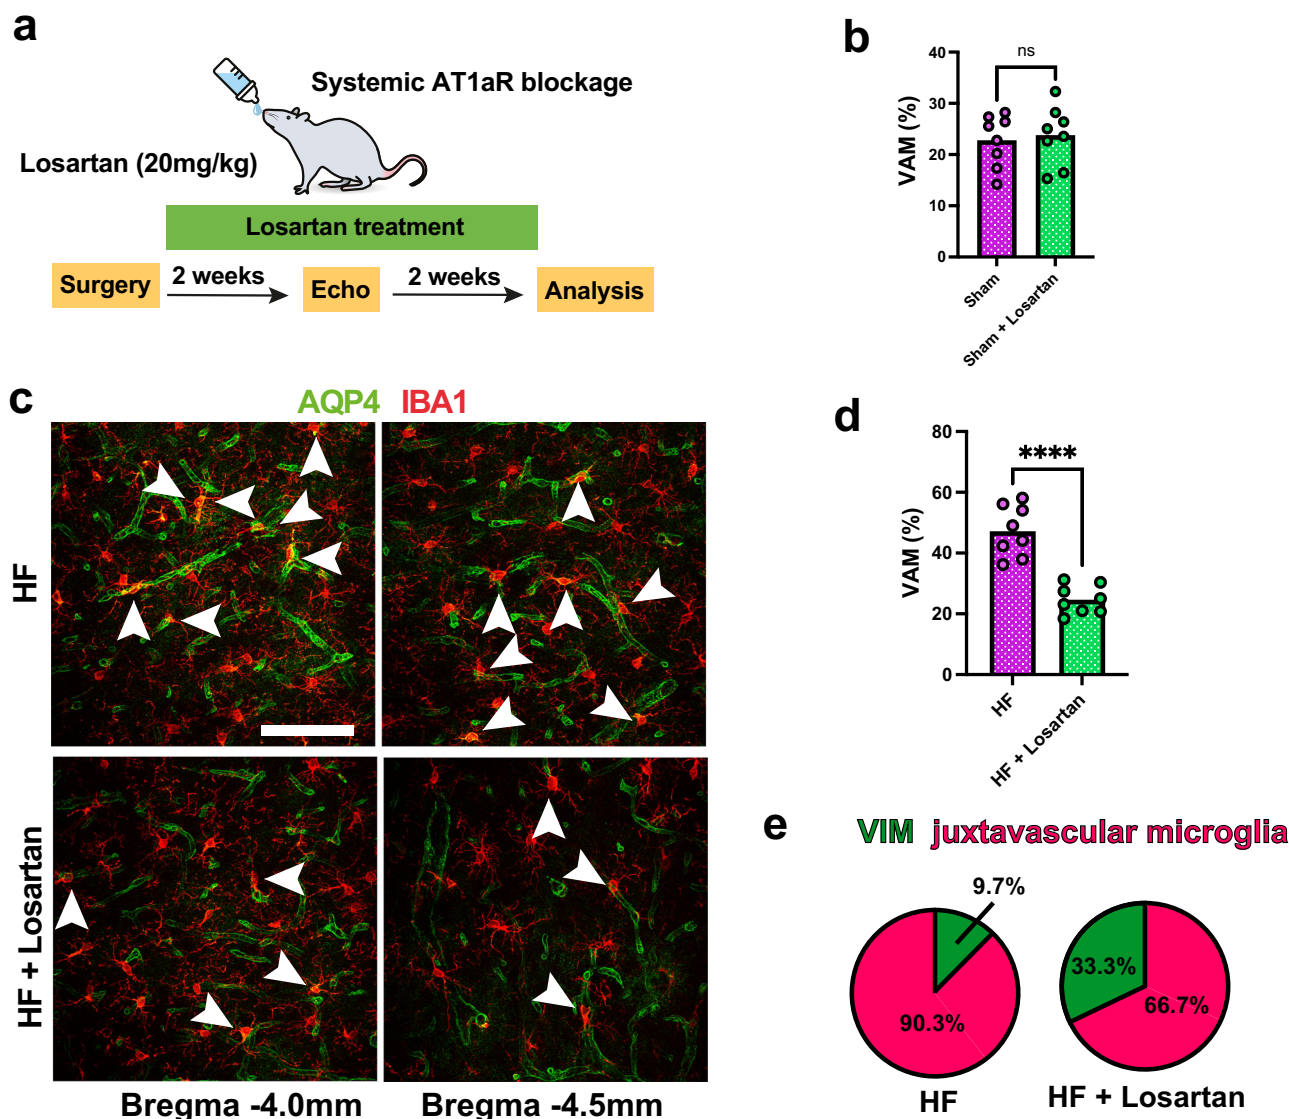 a
Systemic AT1aR blockage
Losartan (20mg/kg)
Losartan treatment
Surgery
2 weeks
Echo
2 weeks
Analysis
b
VAM (%)
40
30
20
10
0
ns
Sham
Sham + Losartan
c
AQP4 IBA1
HF
HF + Losartan
Bregma -4.0mm
Bregma -4.5mm
d
VAM (%)
80
60
40
20
0
****
HF
HF + Losartan
e
VIM juxtavascular microglia
9.7%
90.3%
HF
33.3%
66.7%
HF + Losartan